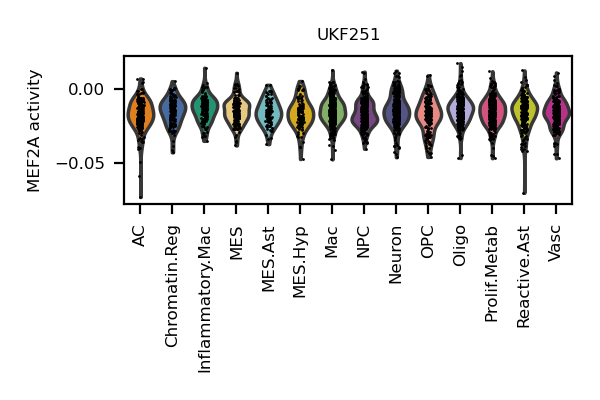 UKF251
MEF2A activity
0.00
−0.05
AC
Chromatin.Reg
Inflammatory.Mac
MES
MES.Ast
MES.Hyp
Mac
NPC
Neuron
OPC
Oligo
Prolif.Metab
Reactive.Ast
Vasc